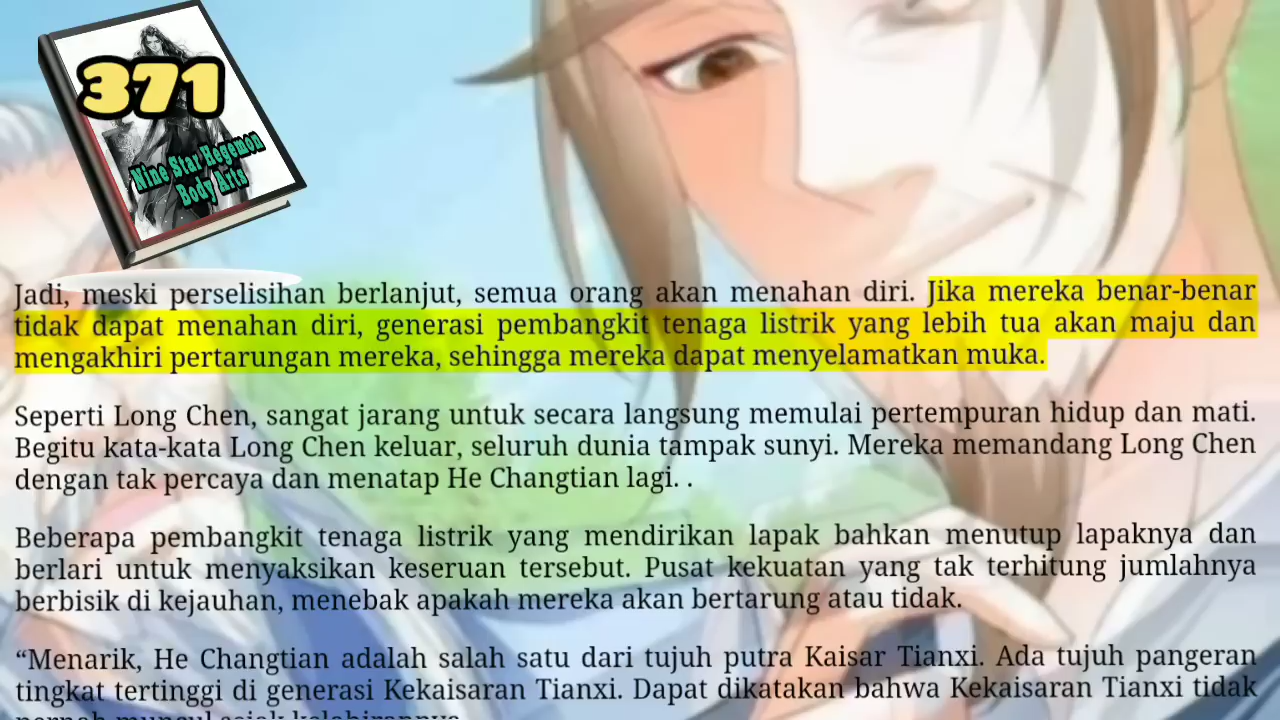 371
Nine Star Hegemon
Body Arts
Jadi, meski perselisihan berlanjut, semua orang akan menahan diri. Jika mereka benar-benar
tidak dapat menahan diri, generasi pembangkit tenaga listrik yang lebih tua akan maju dan
mengakhiri pertarungan mereka, sehingga mereka dapat menyelamatkan muka.
Seperti Long Chen, sangat jarang untuk secara langsung memulai pertempuran hidup dan mati.
Begitu kata-kata Long Chen keluar, seluruh dunia tampak sunyi. Mereka memandang Long Chen
dengan tak percaya dan menatap He Changtian lagi. .
Beberapa pembangkit tenaga listrik yang mendirikan lapak bahkan menutup lapaknya dan
berlari untuk menyaksikan keseruan tersebut. Pusat kekuatan yang tak terhitung jumlahnya
berbisik di kejauhan, menebak apakah mereka akan bertarung atau tidak.
“Menarik, He Changtian adalah salah satu dari tujuh putra Kaisar Tianxi. Ada tujuh pangeran
tingkat tertinggi di generasi Kekaisaran Tianxi. Dapat dikatakan bahwa Kekaisaran Tianxi tidak
pernah muncul sejak kelahirannya